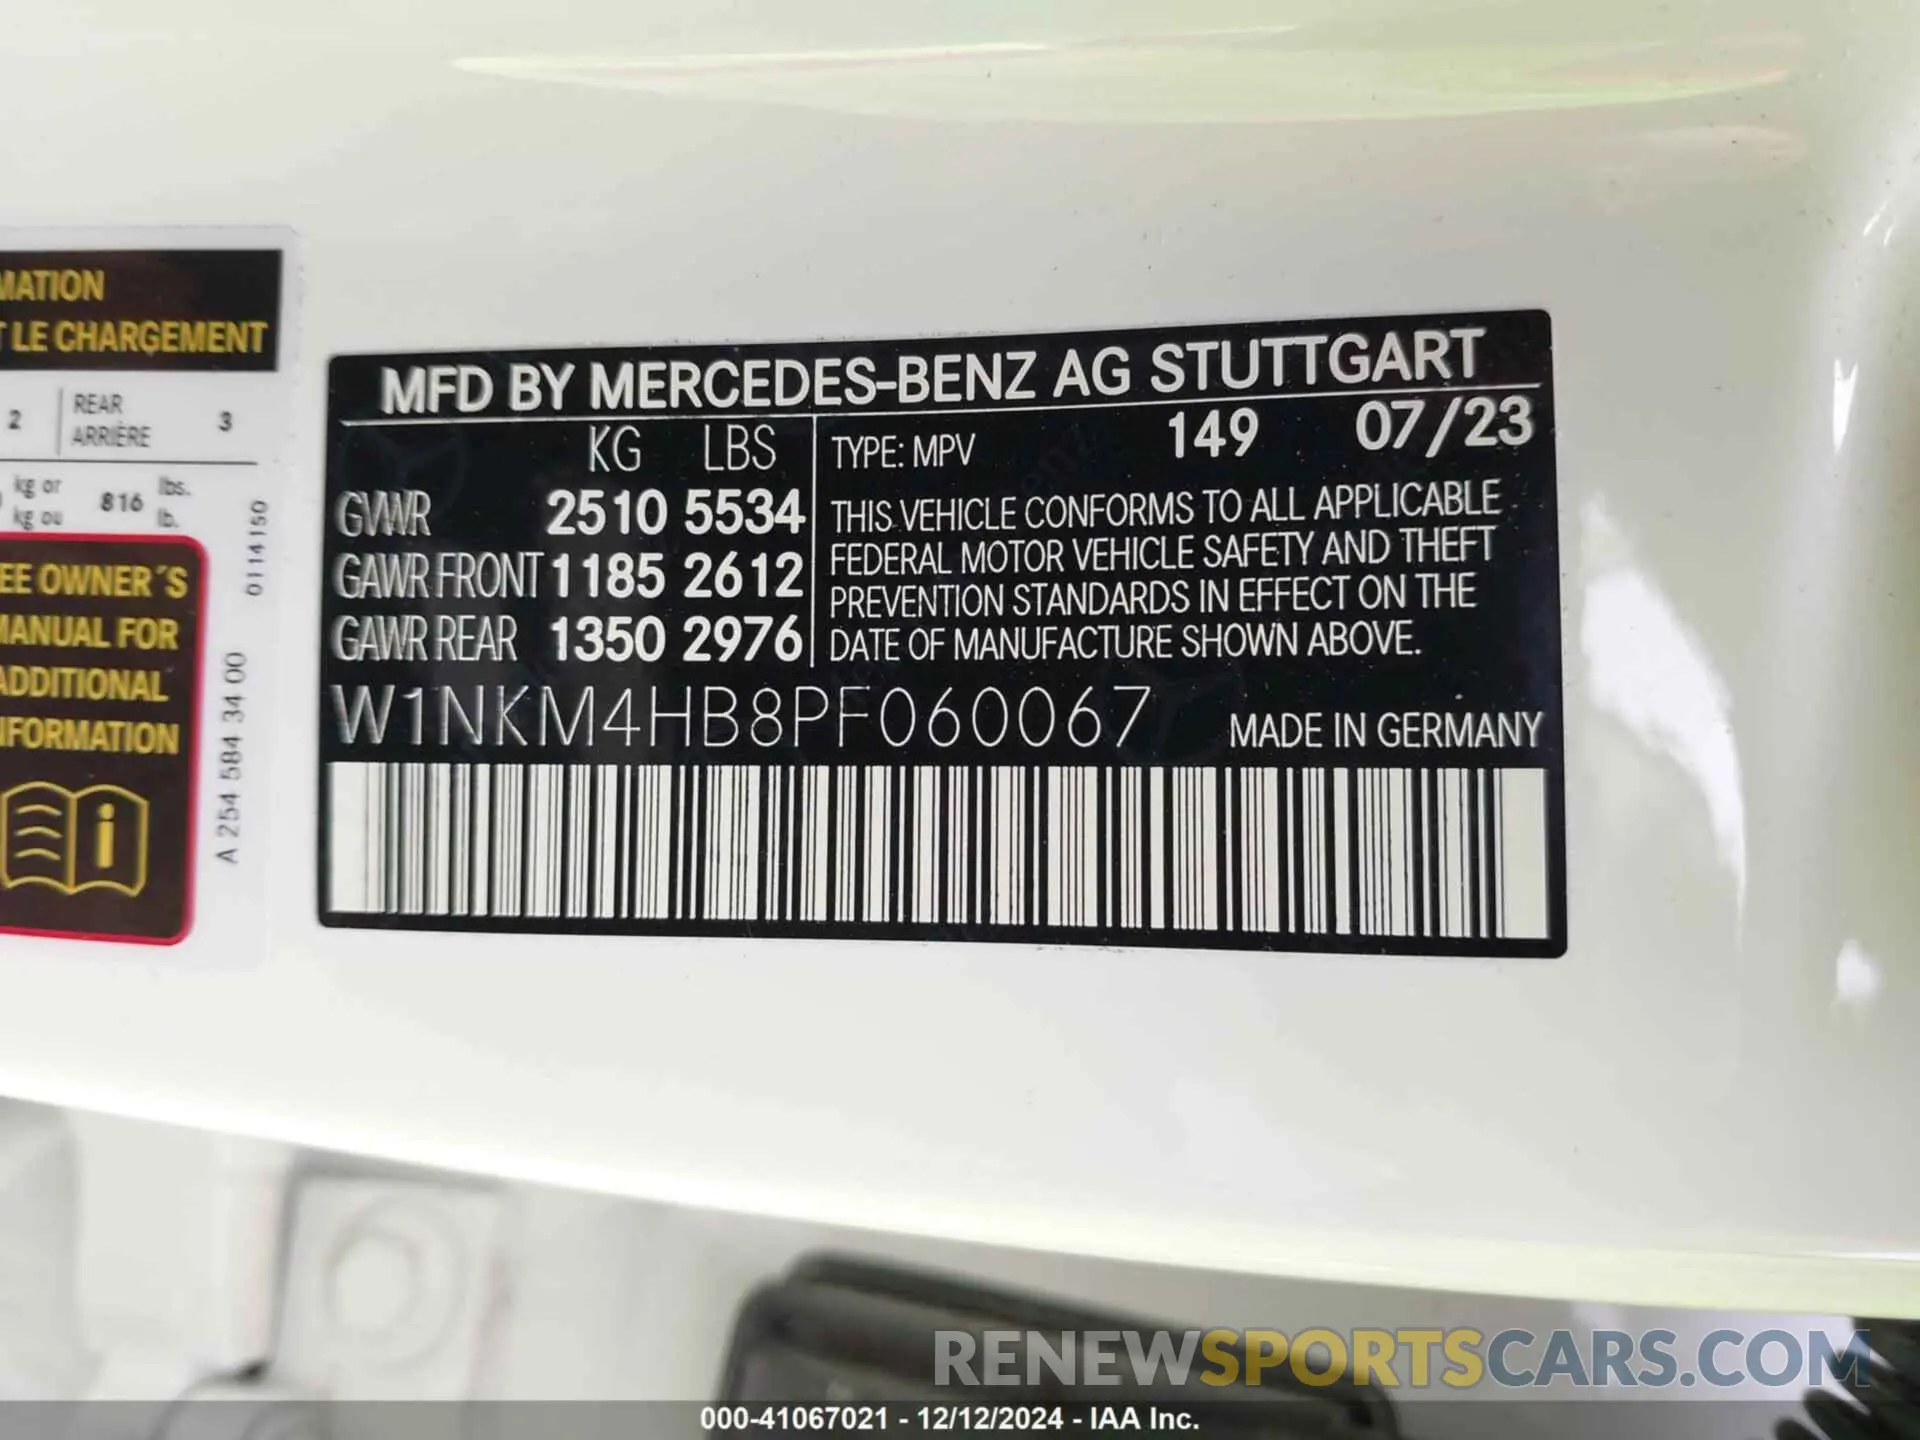 MATION
T LE CHARGEMENT
2 REAR ARRIÈRE 3
kg or 816 lbs.
kg ou lb.
EE OWNER´S
MANUAL FOR
ADDITIONAL
INFORMATION
i
0114150
A 254 584 34 00
MFD BY MERCEDES-BENZ AG STUTTGART
KG LBS
GVWR 2510 5534
GAWR FRONT 1185 2612
GAWR REAR 1350 2976
TYPE: MPV 149 07/23
THIS VEHICLE CONFORMS TO ALL APPLICABLE
FEDERAL MOTOR VEHICLE SAFETY AND THEFT
PREVENTION STANDARDS IN EFFECT ON THE
DATE OF MANUFACTURE SHOWN ABOVE.
W1NKM4HB8PF060067 MADE IN GERMANY
RENEWSPORTSCARS.COM
000-41067021 - 12/12/2024 - IAA Inc.